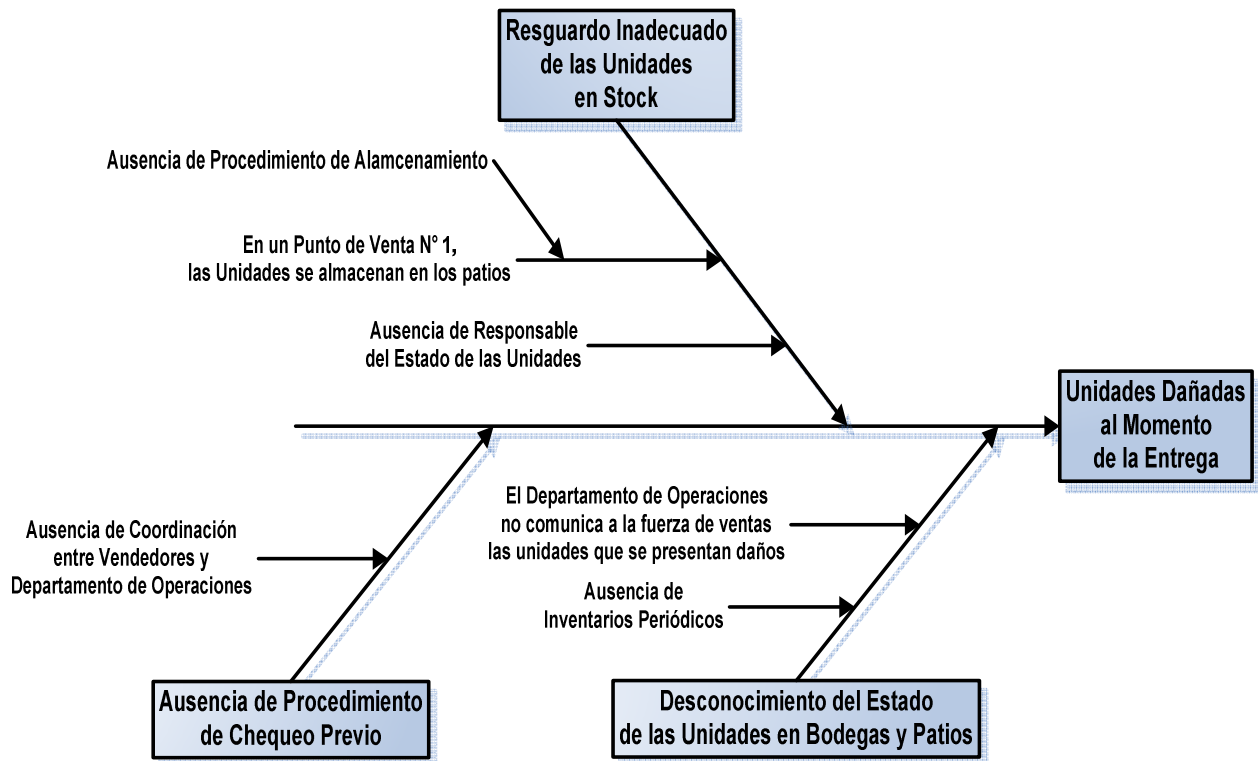 Resguardo Inadecuado
de las Unidades
en Stock
Ausencia de Procedimiento de Alamcenamiento
En un Punto de Venta N° 1,
las Unidades se almacenan en los patios
Ausencia de Responsable
del Estado de las Unidades
Unidades Dañadas
al Momento
de la Entrega
El Departamento de Operaciones
no comunica a la fuerza de ventas
las unidades que se presentan daños
Ausencia de Coordinación
entre Vendedores y
Departamento de Operaciones
Ausencia de
Inventarios Periódicos
Ausencia de Procedimiento
de Chequeo Previo
Desconocimiento del Estado
de las Unidades en Bodegas y Patios